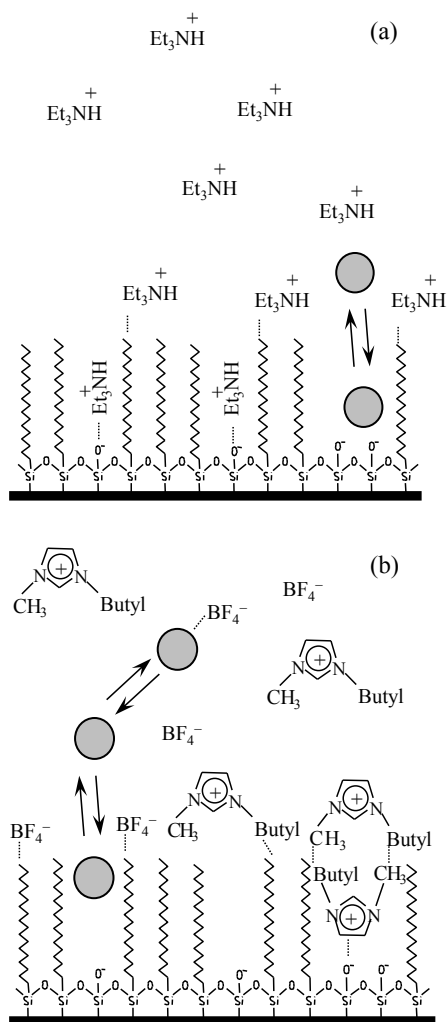 (a)
+
Et₃NH
+
Et₃NH
+
Et₃NH
+
Et₃NH
+
Et₃NH
+
Et₃NH
+
Et₃NH
+
Et₃NH
+
Et₃NH
+
Et₃NH
O⁻ O⁻ O⁻ O⁻
Si O Si O Si O Si O Si O Si O Si O Si O Si O Si O Si O Si
(b)
N + N
CH₃ Butyl
BF₄⁻
BF₄⁻
N + N
CH₃ Butyl
BF₄⁻
N + N
CH₃ Butyl
N + N
CH₃ Butyl
BF₄⁻ BF₄⁻
Butyl CH₃
N + N
O⁻ O⁻ O⁻ O⁻
Si O Si O Si O Si O Si O Si O Si O Si O Si O Si O Si O Si